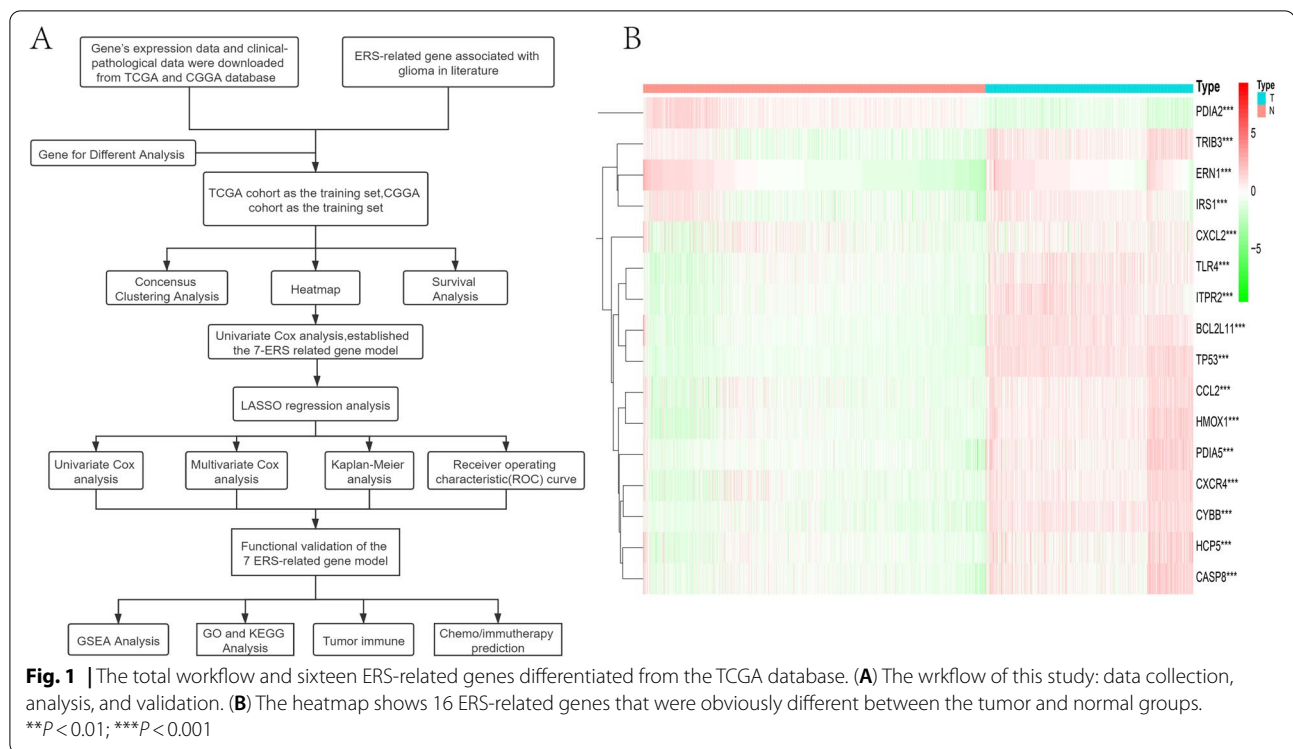 A
Gene's expression data and clinical-
pathological data were downloaded
from TCGA and CGGA database
ERS-related gene associated with
glioma in literature
Gene for Different Analysis
TCGA cohort as the training set,CGGA
cohort as the training set
Concensus
Clustering Analysis
Heatmap
Survival
Analysis
Univariate Cox analysis,established
the 7-ERS related gene model
LASSO regression analysis
Univariate Cox
analysis
Multivariate Cox
analysis
Kaplan-Meier
analysis
Receiver operating
characteristic(ROC) curve
Functional validation of the
7 ERS-related gene model
GSEA Analysis
GO and KEGG
Analysis
Tumor immune
Chemo/immutherapy
prediction
B
Type
PDIA2***
TRIB3***
ERN1***
IRS1***
CXCL2***
TLR4***
ITPR2***
BCL2L11***
TP53***
CCL2***
HMOX1***
PDIA5***
CXCR4***
CYBB***
HCP5***
CASP8***
5
0
−5
Type
T
N
Fig. 1 | The total workflow and sixteen ERS-related genes differentiated from the TCGA database. (A) The wrkflow of this study: data collection,
analysis, and validation. (B) The heatmap shows 16 ERS-related genes that were obviously different between the tumor and normal groups.
**P < 0.01; ***P < 0.001